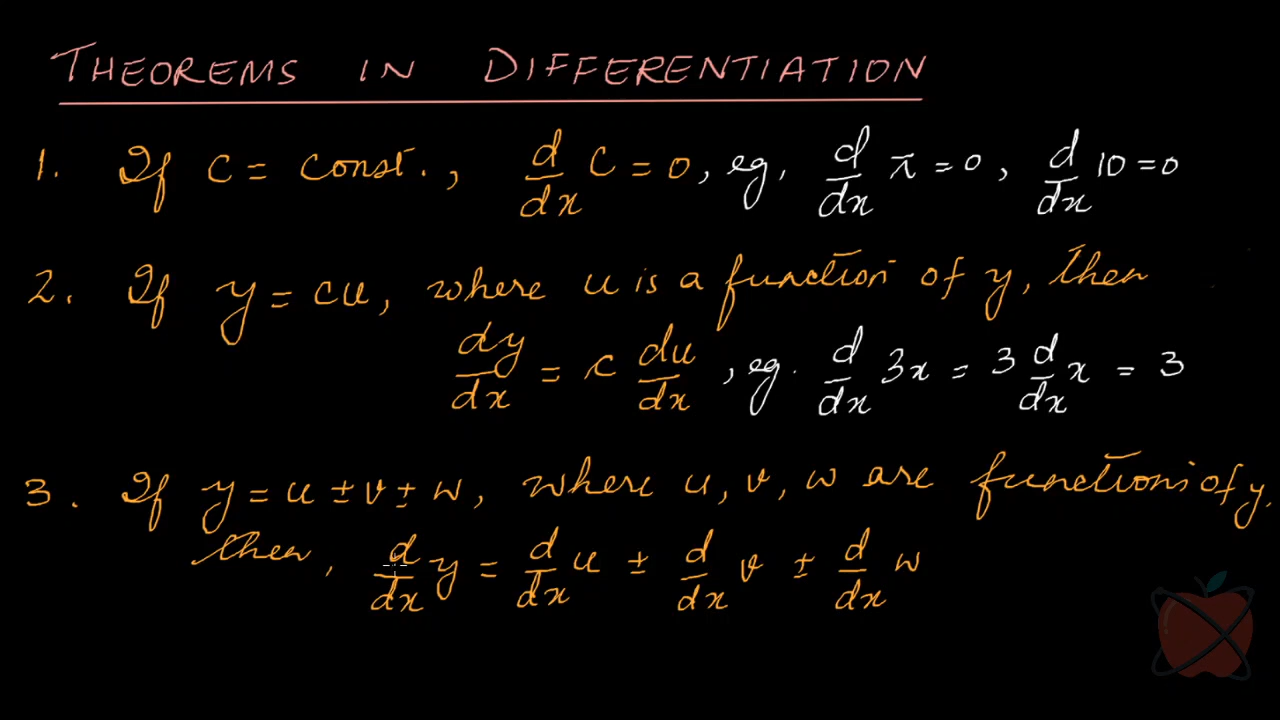 THEOREMS IN DIFFERENTIATION
1. If C = const., d/dx C = 0, eg, d/dx π = 0, d/dx 10 = 0
2. If y = cu, where u is a function of y, then
dy/dx = c du/dx, eg. d/dx 3x = 3 d/dx x = 3
3. If y = u ± v ± w, where u, v, w are functions of y,
then, d/dx y = d/dx u ± d/dx v ± d/dx w